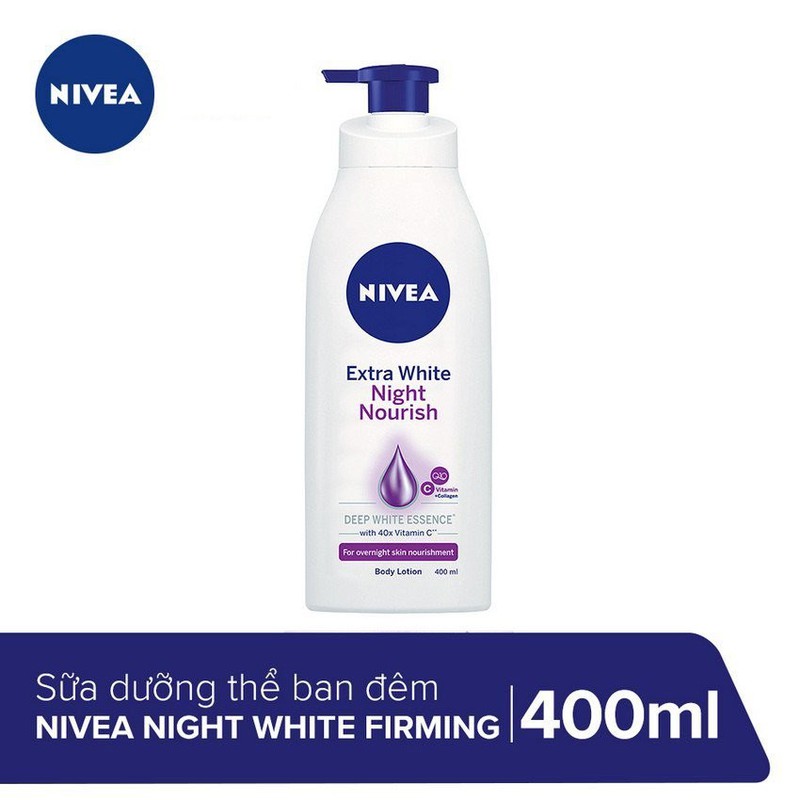 NIVEA
NIVEA
Extra White
Night
Nourish
Q10
C Vitamin
+Collagen
DEEP WHITE ESSENCE*
with 40x Vitamin C**
For overnight skin nourishment
Body Lotion 400 ml
Sữa dưỡng thể ban đêm
NIVEA NIGHT WHITE FIRMING
400ml